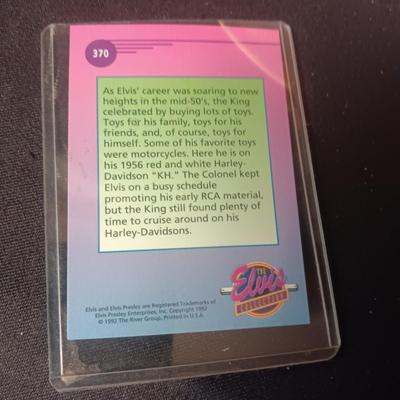 370
As Elvis' career was soaring to new
heights in the mid-50's, the King
celebrated by buying lots of toys.
Toys for his family, toys for his
friends, and, of course, toys for
himself. Some of his favorite toys
were motorcycles. Here he is on
his 1956 red and white Harley-
Davidson "KH." The Colonel kept
Elvis on a busy schedule
promoting his early RCA material,
but the King still found plenty of
time to cruise around on his
Harley-Davidsons.
THE
Elvis
COLLECTION
Elvis and Elvis Presley are Registered Trademarks of
Elvis Presley Enterprises, Inc. Copyright 1992
© 1992 The River Group, Printed in U.S.A.